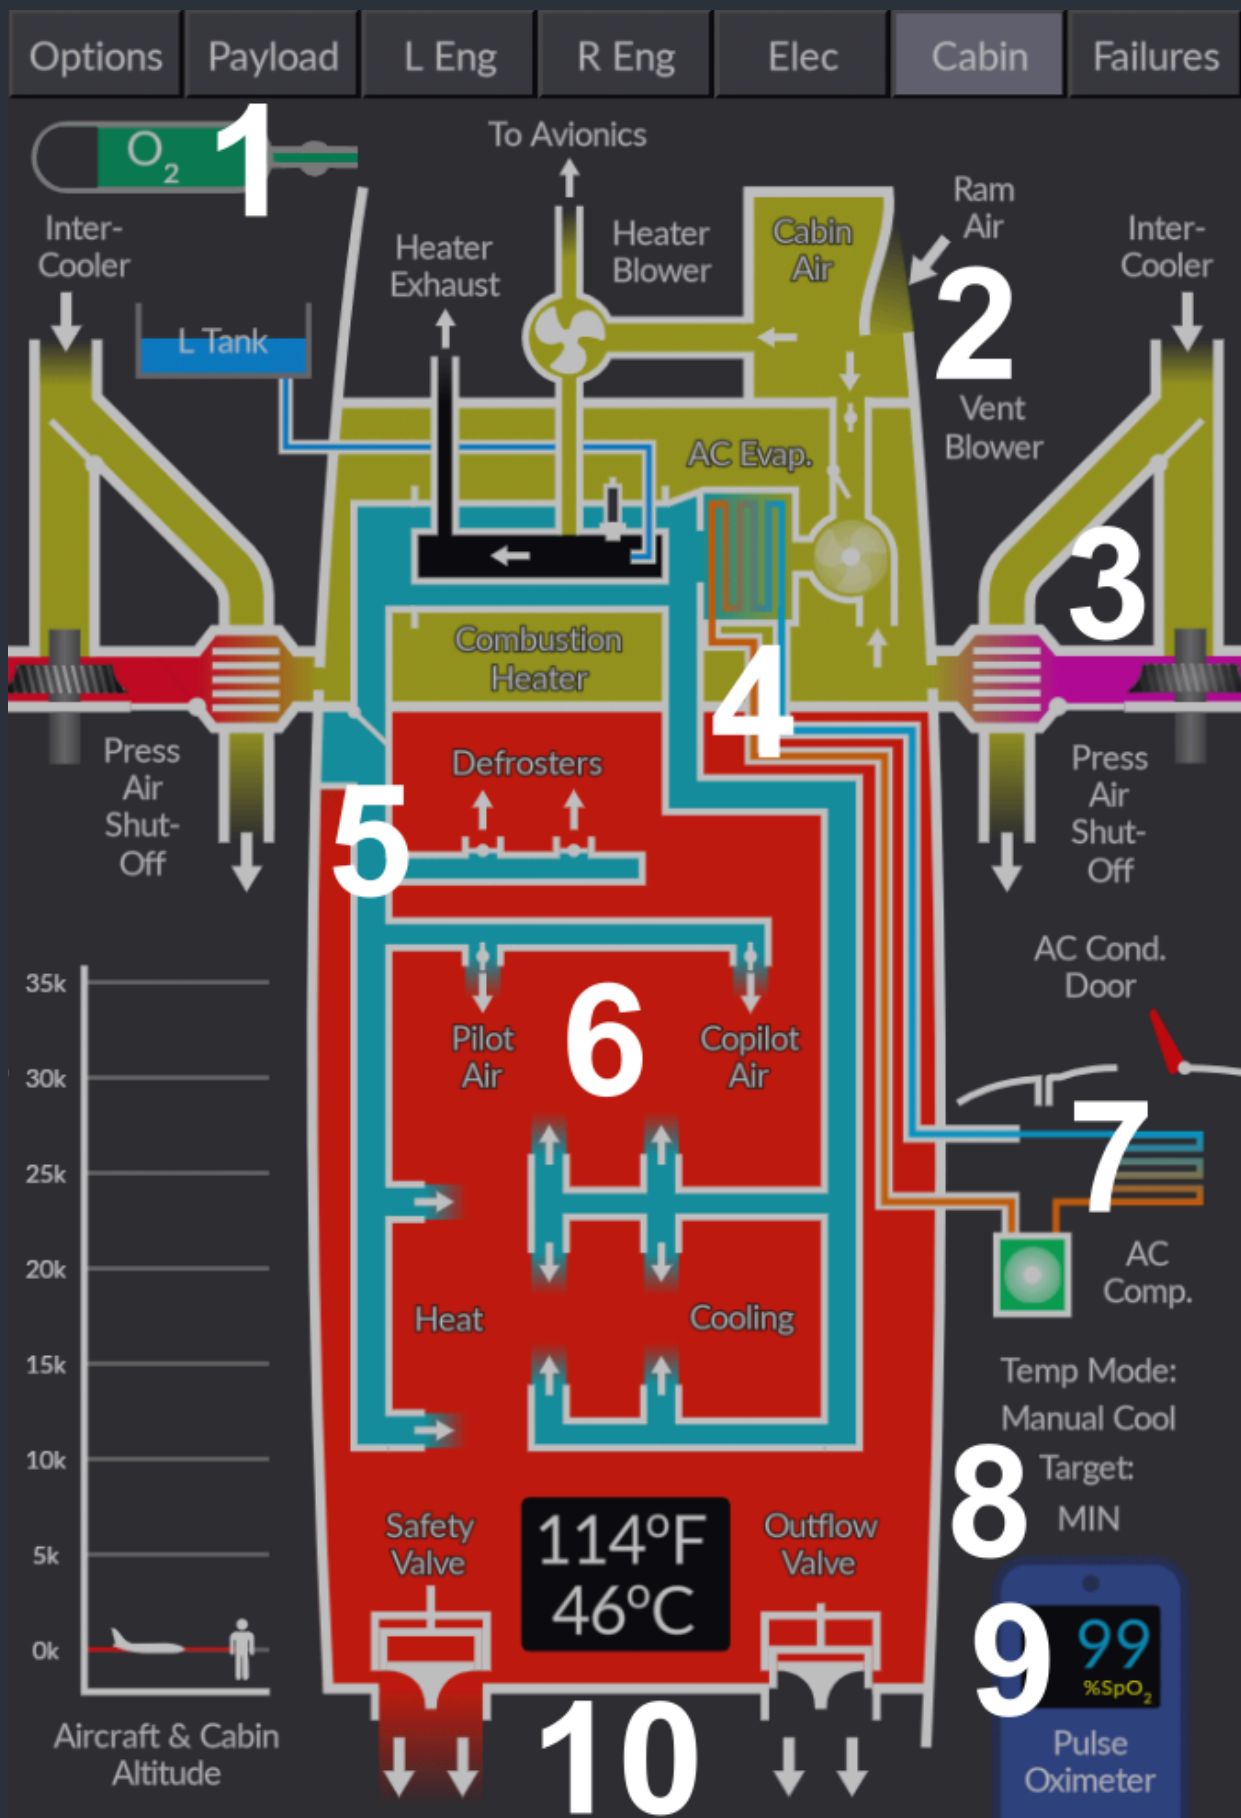 Options Payload L Eng R Eng Elec Cabin Failures
1
O2
To Avionics
Inter-
Cooler
Heater
Exhaust
Heater
Blower
Cabin
Air
Ram
Air
Inter-
Cooler
2
L Tank
Vent
Blower
AC Evap.
3
Combustion
Heater
4
Press
Air
Shut-
Off
Defrosters
Press
Air
Shut-
Off
5
AC Cond.
Door
6
Pilot
Air
Copilot
Air
7
35k
30k
25k
20k
15k
10k
5k
0k
Aircraft & Cabin
Altitude
Heat
Cooling
AC
Comp.
Temp Mode:
Manual Cool
Target:
MIN
8
Safety
Valve
114°F
46°C
Outflow
Valve
9
99
%SpO2
Pulse
Oximeter
10